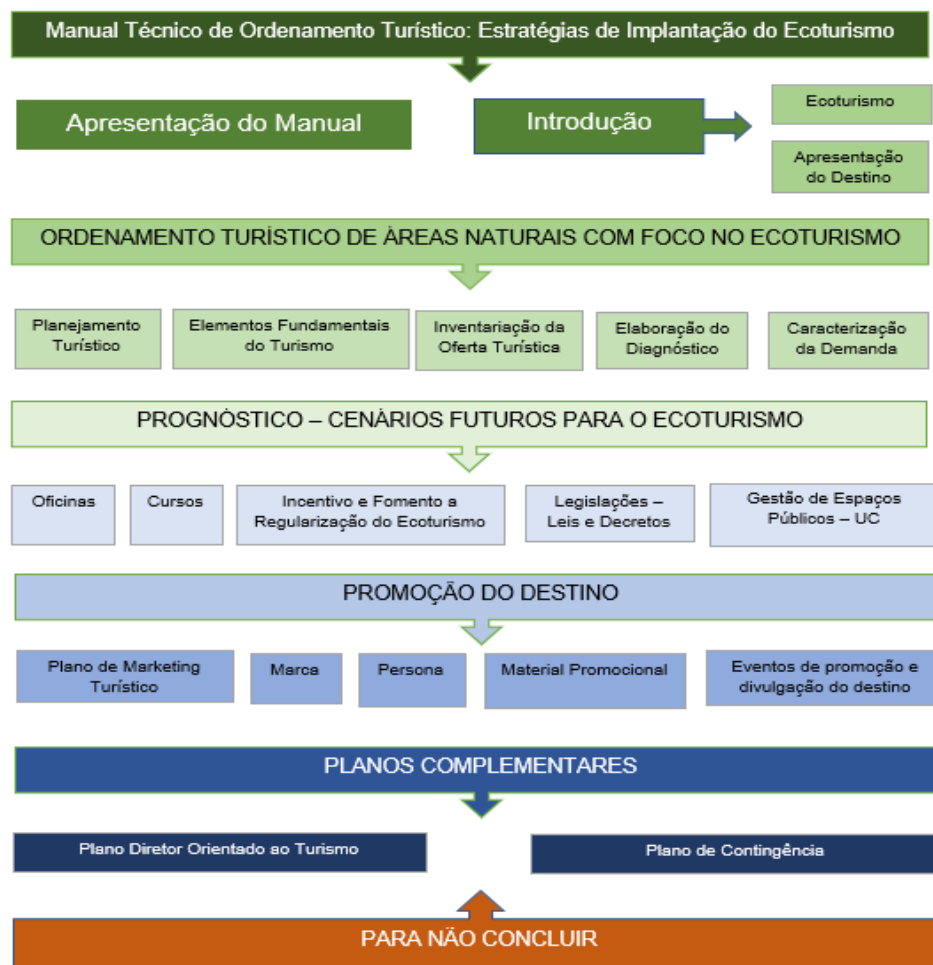 Manual Técnico de Ordenamento Turístico: Estratégias de Implantação do Ecoturismo
Apresentação do Manual
Introdução
Ecoturismo
Apresentação
do Destino
ORDENAMENTO TURÍSTICO DE ÁREAS NATURAIS COM FOCO NO ECOTURISMO
Planejamento
Turístico
Elementos Fundamentais
do Turismo
Inventariação da
Oferta Turística
Elaboração do
Diagnóstico
Caracterização
da Demanda
PROGNÓSTICO – CENÁRIOS FUTUROS PARA O ECOTURISMO
Oficinas
Cursos
Incentivo e Fomento a
Regularização do Ecoturismo
Legislações –
Leis e Decretos
Gestão de Espaços
Públicos – UC
PROMOÇÃO DO DESTINO
Plano de Marketing
Turístico
Marca
Persona
Material Promocional
Eventos de promoção e
divulgação do destino
PLANOS COMPLEMENTARES
Plano Diretor Orientado ao Turismo
Plano de Contingência
PARA NÃO CONCLUIR